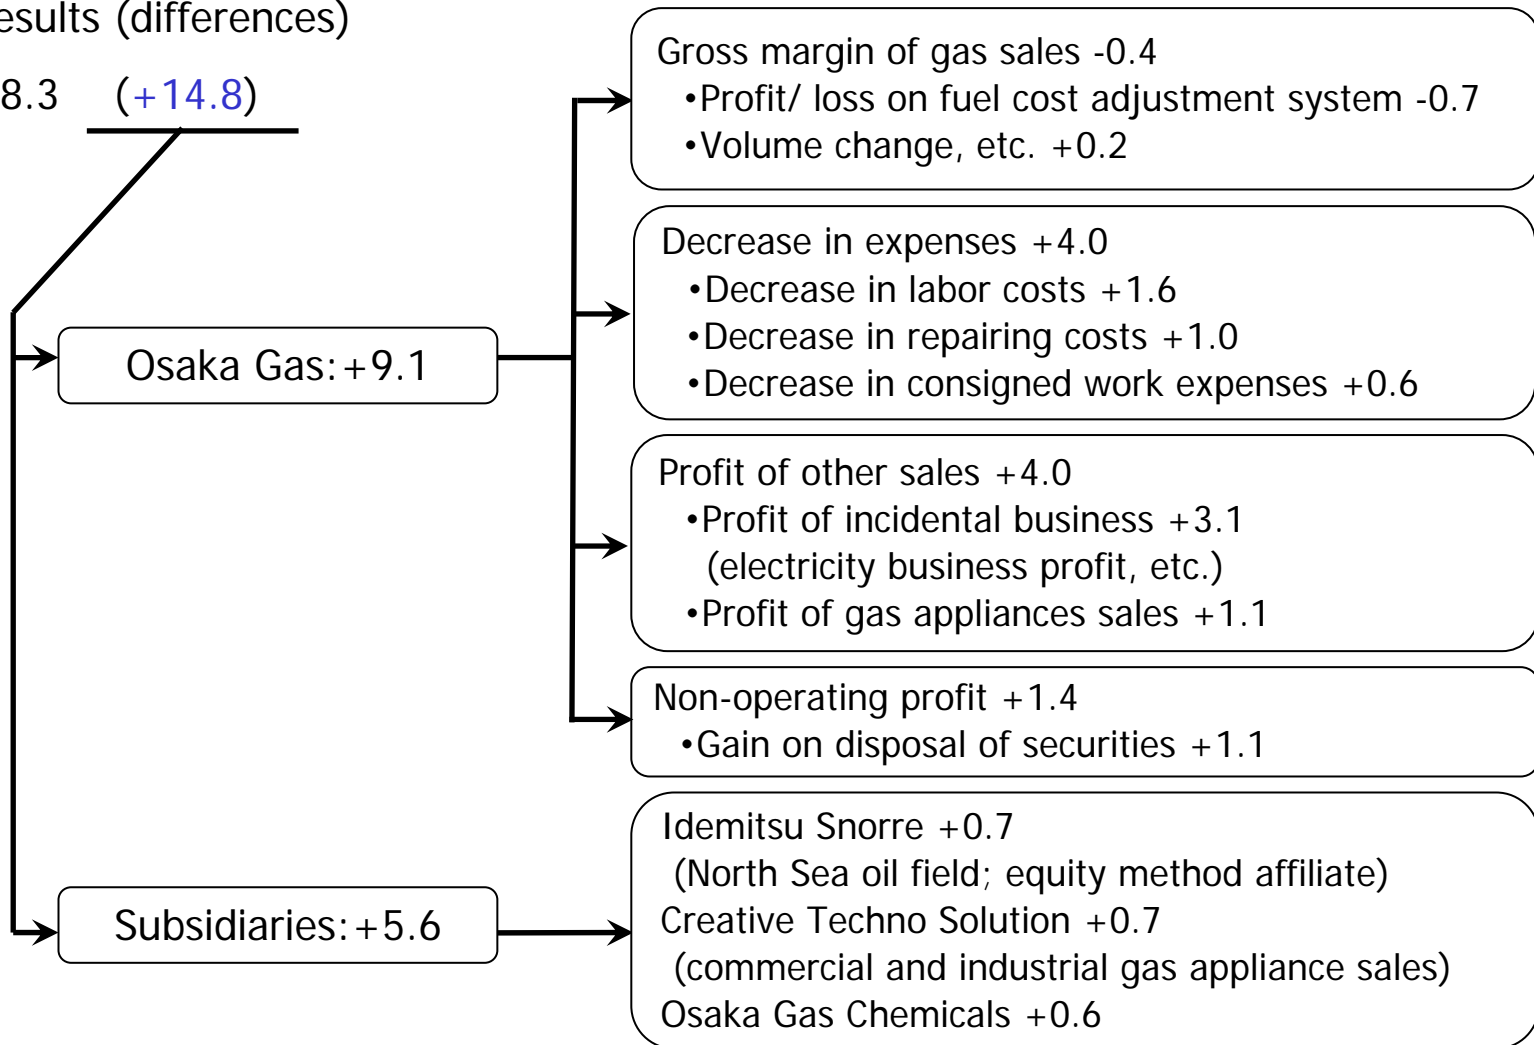 esults (differences)
8.3 (+14.8)
Osaka Gas:+9.1
Gross margin of gas sales -0.4
•Profit/ loss on fuel cost adjustment system -0.7
•Volume change, etc. +0.2
Decrease in expenses +4.0
•Decrease in labor costs +1.6
•Decrease in repairing costs +1.0
•Decrease in consigned work expenses +0.6
Profit of other sales +4.0
•Profit of incidental business +3.1
(electricity business profit, etc.)
•Profit of gas appliances sales +1.1
Non-operating profit +1.4
•Gain on disposal of securities +1.1
Subsidiaries:+5.6
Idemitsu Snorre +0.7
(North Sea oil field; equity method affiliate)
Creative Techno Solution +0.7
(commercial and industrial gas appliance sales)
Osaka Gas Chemicals +0.6